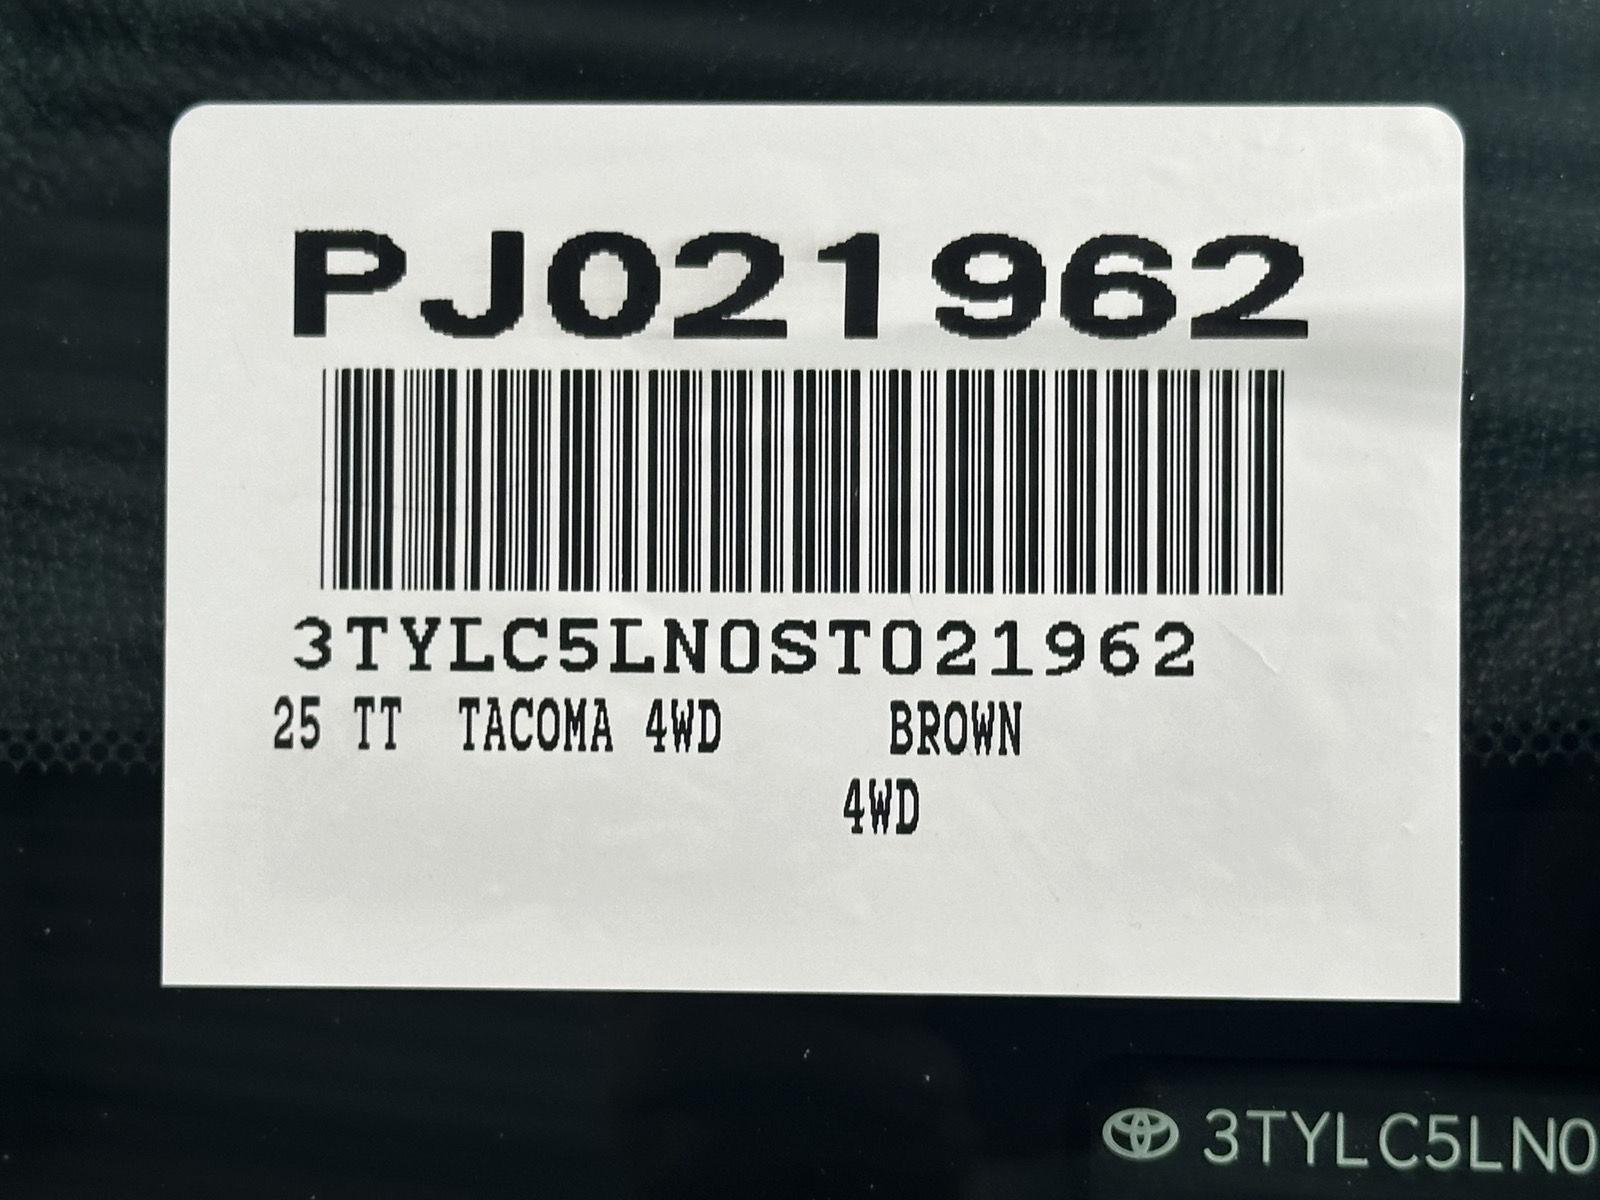 PJ021962
3TYLC5LN0ST021962
25 TT TACOMA 4WD BROWN
4WD
3TYLC5LN0